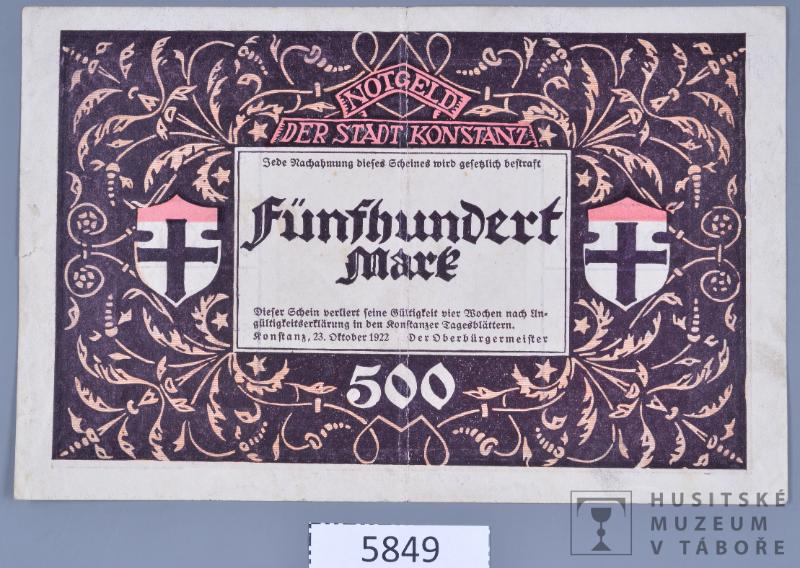 NOTGELD
DER STADT KONSTANZ
Jede Nachahmung dieses Scheines wird gesetzlich bestraft
Fünfhundert
Mark
Dieser Schein verliert seine Gültigkeit vier Wochen nach Un-
gültigkeitserklärung in den Konstanzer Tagesblättern.
Konstanz, 23. Oktober 1922 Der Oberbürgermeister
500
5849
HUSITSKÉ
MUZEUM
V TÁBOŘE